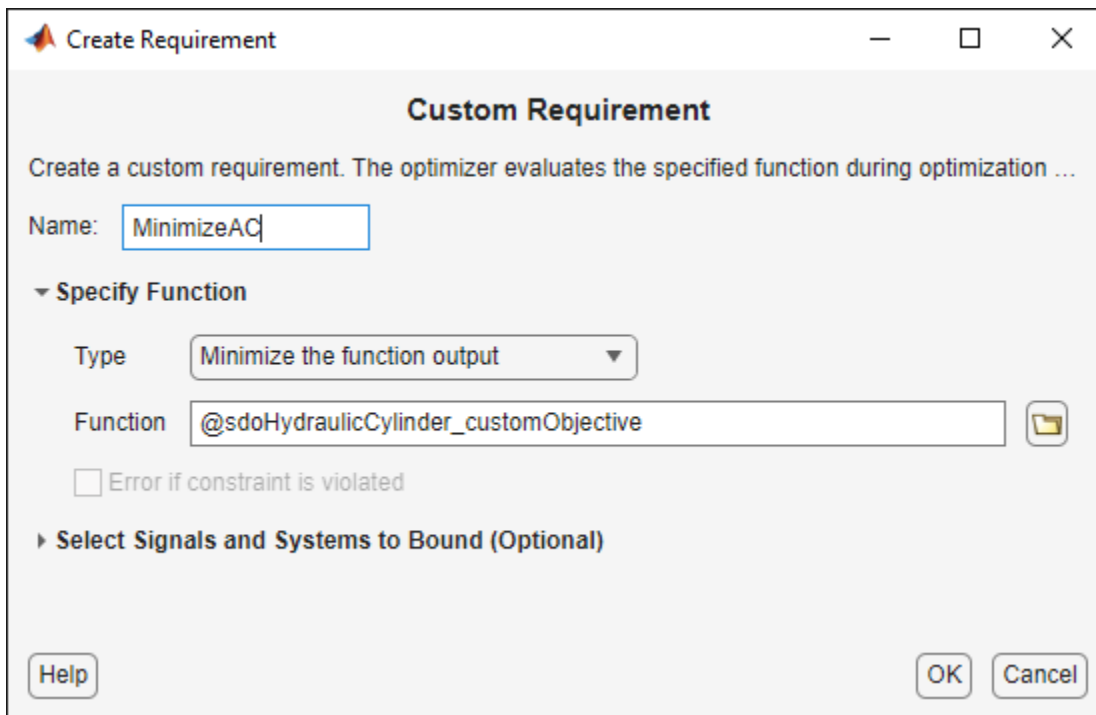 Create Requirement
Custom Requirement
Create a custom requirement. The optimizer evaluates the specified function during optimization ...
Name: MinimizeAC
Specify Function
Type Minimize the function output
Function @sdoHydraulicCylinder_customObjective
Error if constraint is violated
Select Signals and Systems to Bound (Optional)
Help OK Cancel